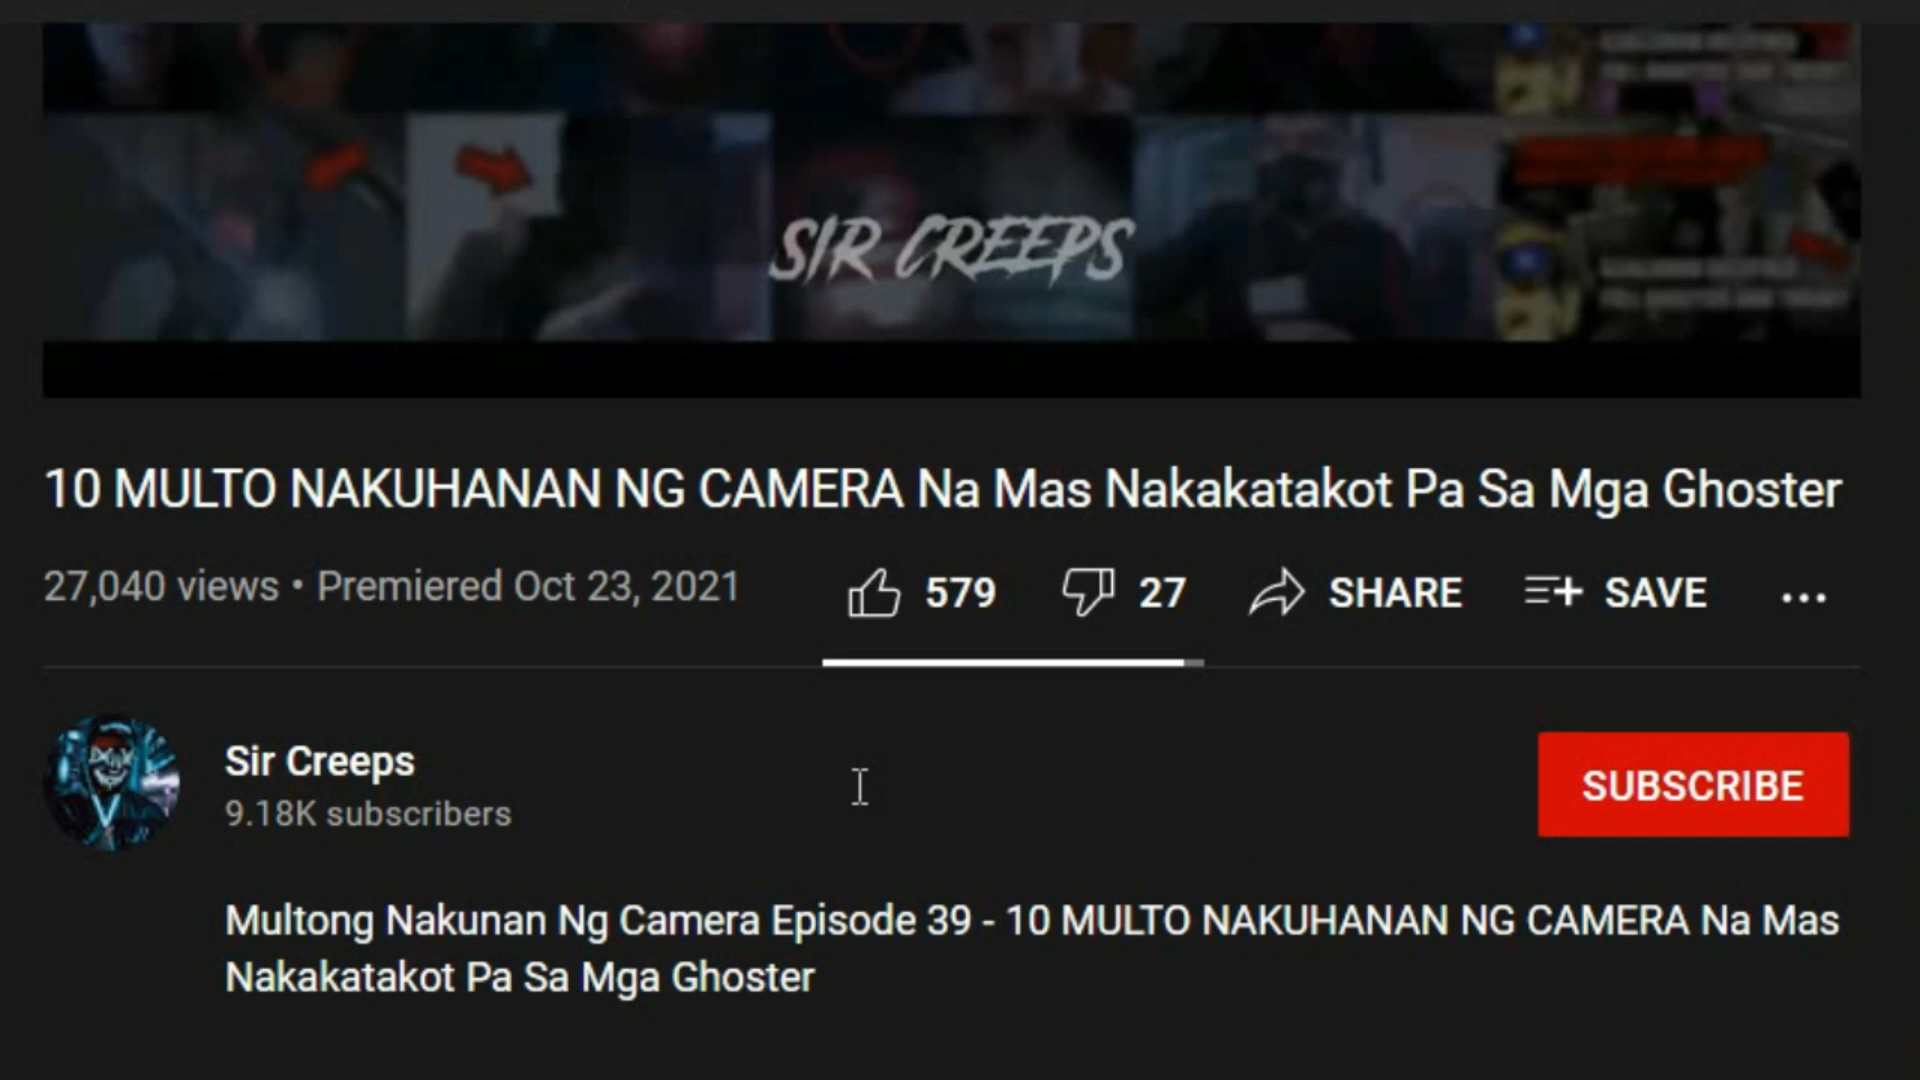 SIR CREEPS
10 MULTO NAKUHANAN NG CAMERA Na Mas Nakakatakot Pa Sa Mga Ghoster
27,040 views • Premiered Oct 23, 2021
579
27
SHARE
SAVE
Sir Creeps
9.18K subscribers
SUBSCRIBE
Multong Nakunan Ng Camera Episode 39 - 10 MULTO NAKUHANAN NG CAMERA Na Mas
Nakakatakot Pa Sa Mga Ghoster